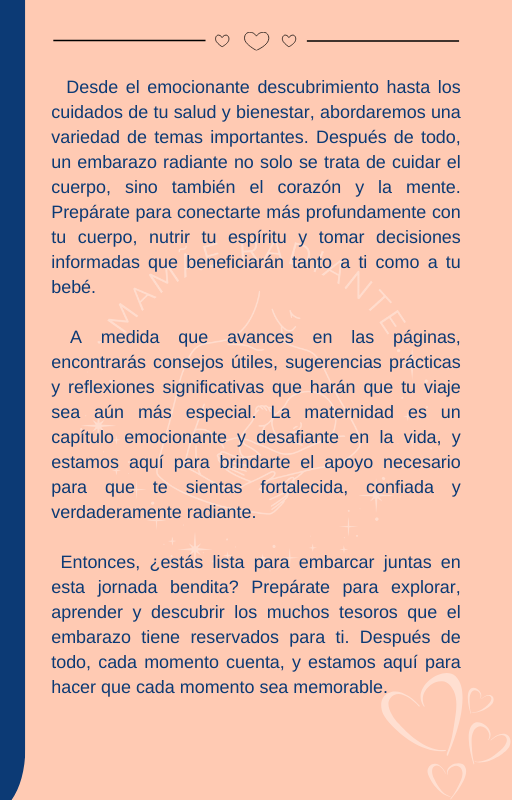 Desde el emocionante descubrimiento hasta los
cuidados de tu salud y bienestar, abordaremos una
variedad de temas importantes. Después de todo,
un embarazo radiante no solo se trata de cuidar el
cuerpo, sino también el corazón y la mente.
Prepárate para conectarte más profundamente con
tu cuerpo, nutrir tu espíritu y tomar decisiones
informadas que beneficiarán tanto a ti como a tu
bebé.
A medida que avances en las páginas,
encontrarás consejos útiles, sugerencias prácticas
y reflexiones significativas que harán que tu viaje
sea aún más especial. La maternidad es un
capítulo emocionante y desafiante en la vida, y
estamos aquí para brindarte el apoyo necesario
para que te sientas fortalecida, confiada y
verdaderamente radiante.
Entonces, ¿estás lista para embarcar juntas en
esta jornada bendita? Prepárate para explorar,
aprender y descubrir los muchos tesoros que el
embarazo tiene reservados para ti. Después de
todo, cada momento cuenta, y estamos aquí para
hacer que cada momento sea memorable.